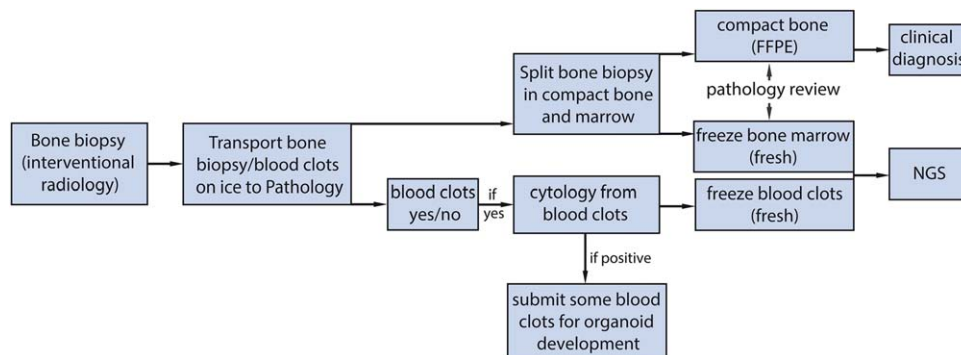 Bone biopsy
(interventional
radiology)
Transport bone
biopsy/blood clots
on ice to Pathology
Split bone biopsy
in compact bone
and marrow
compact bone
(FFPE)
clinical
diagnosis
pathology review
freeze bone marrow
(fresh)
NGS
blood clots
yes/no
if
yes
cytology from
blood clots
freeze blood clots
(fresh)
if positive
submit some blood
clots for organoid
development